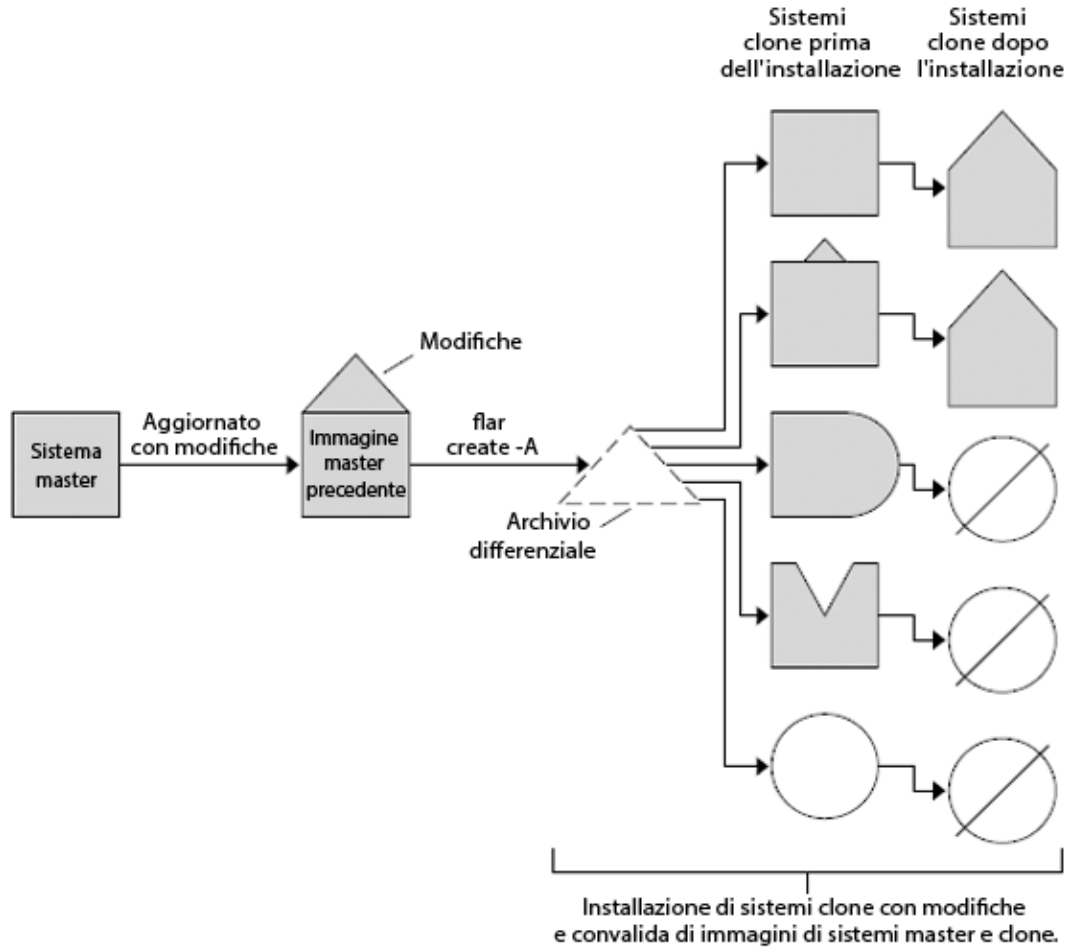 Sistemi
clone prima
dell'installazione
Sistemi
clone dopo
l'installazione
Modifiche
Sistema
master
Aggiornato
con modifiche
Immagine
master
precedente
flar
create -A
Archivio
differenziale
Installazione di sistemi clone con modifiche
e convalida di immagini di sistemi master e clone.